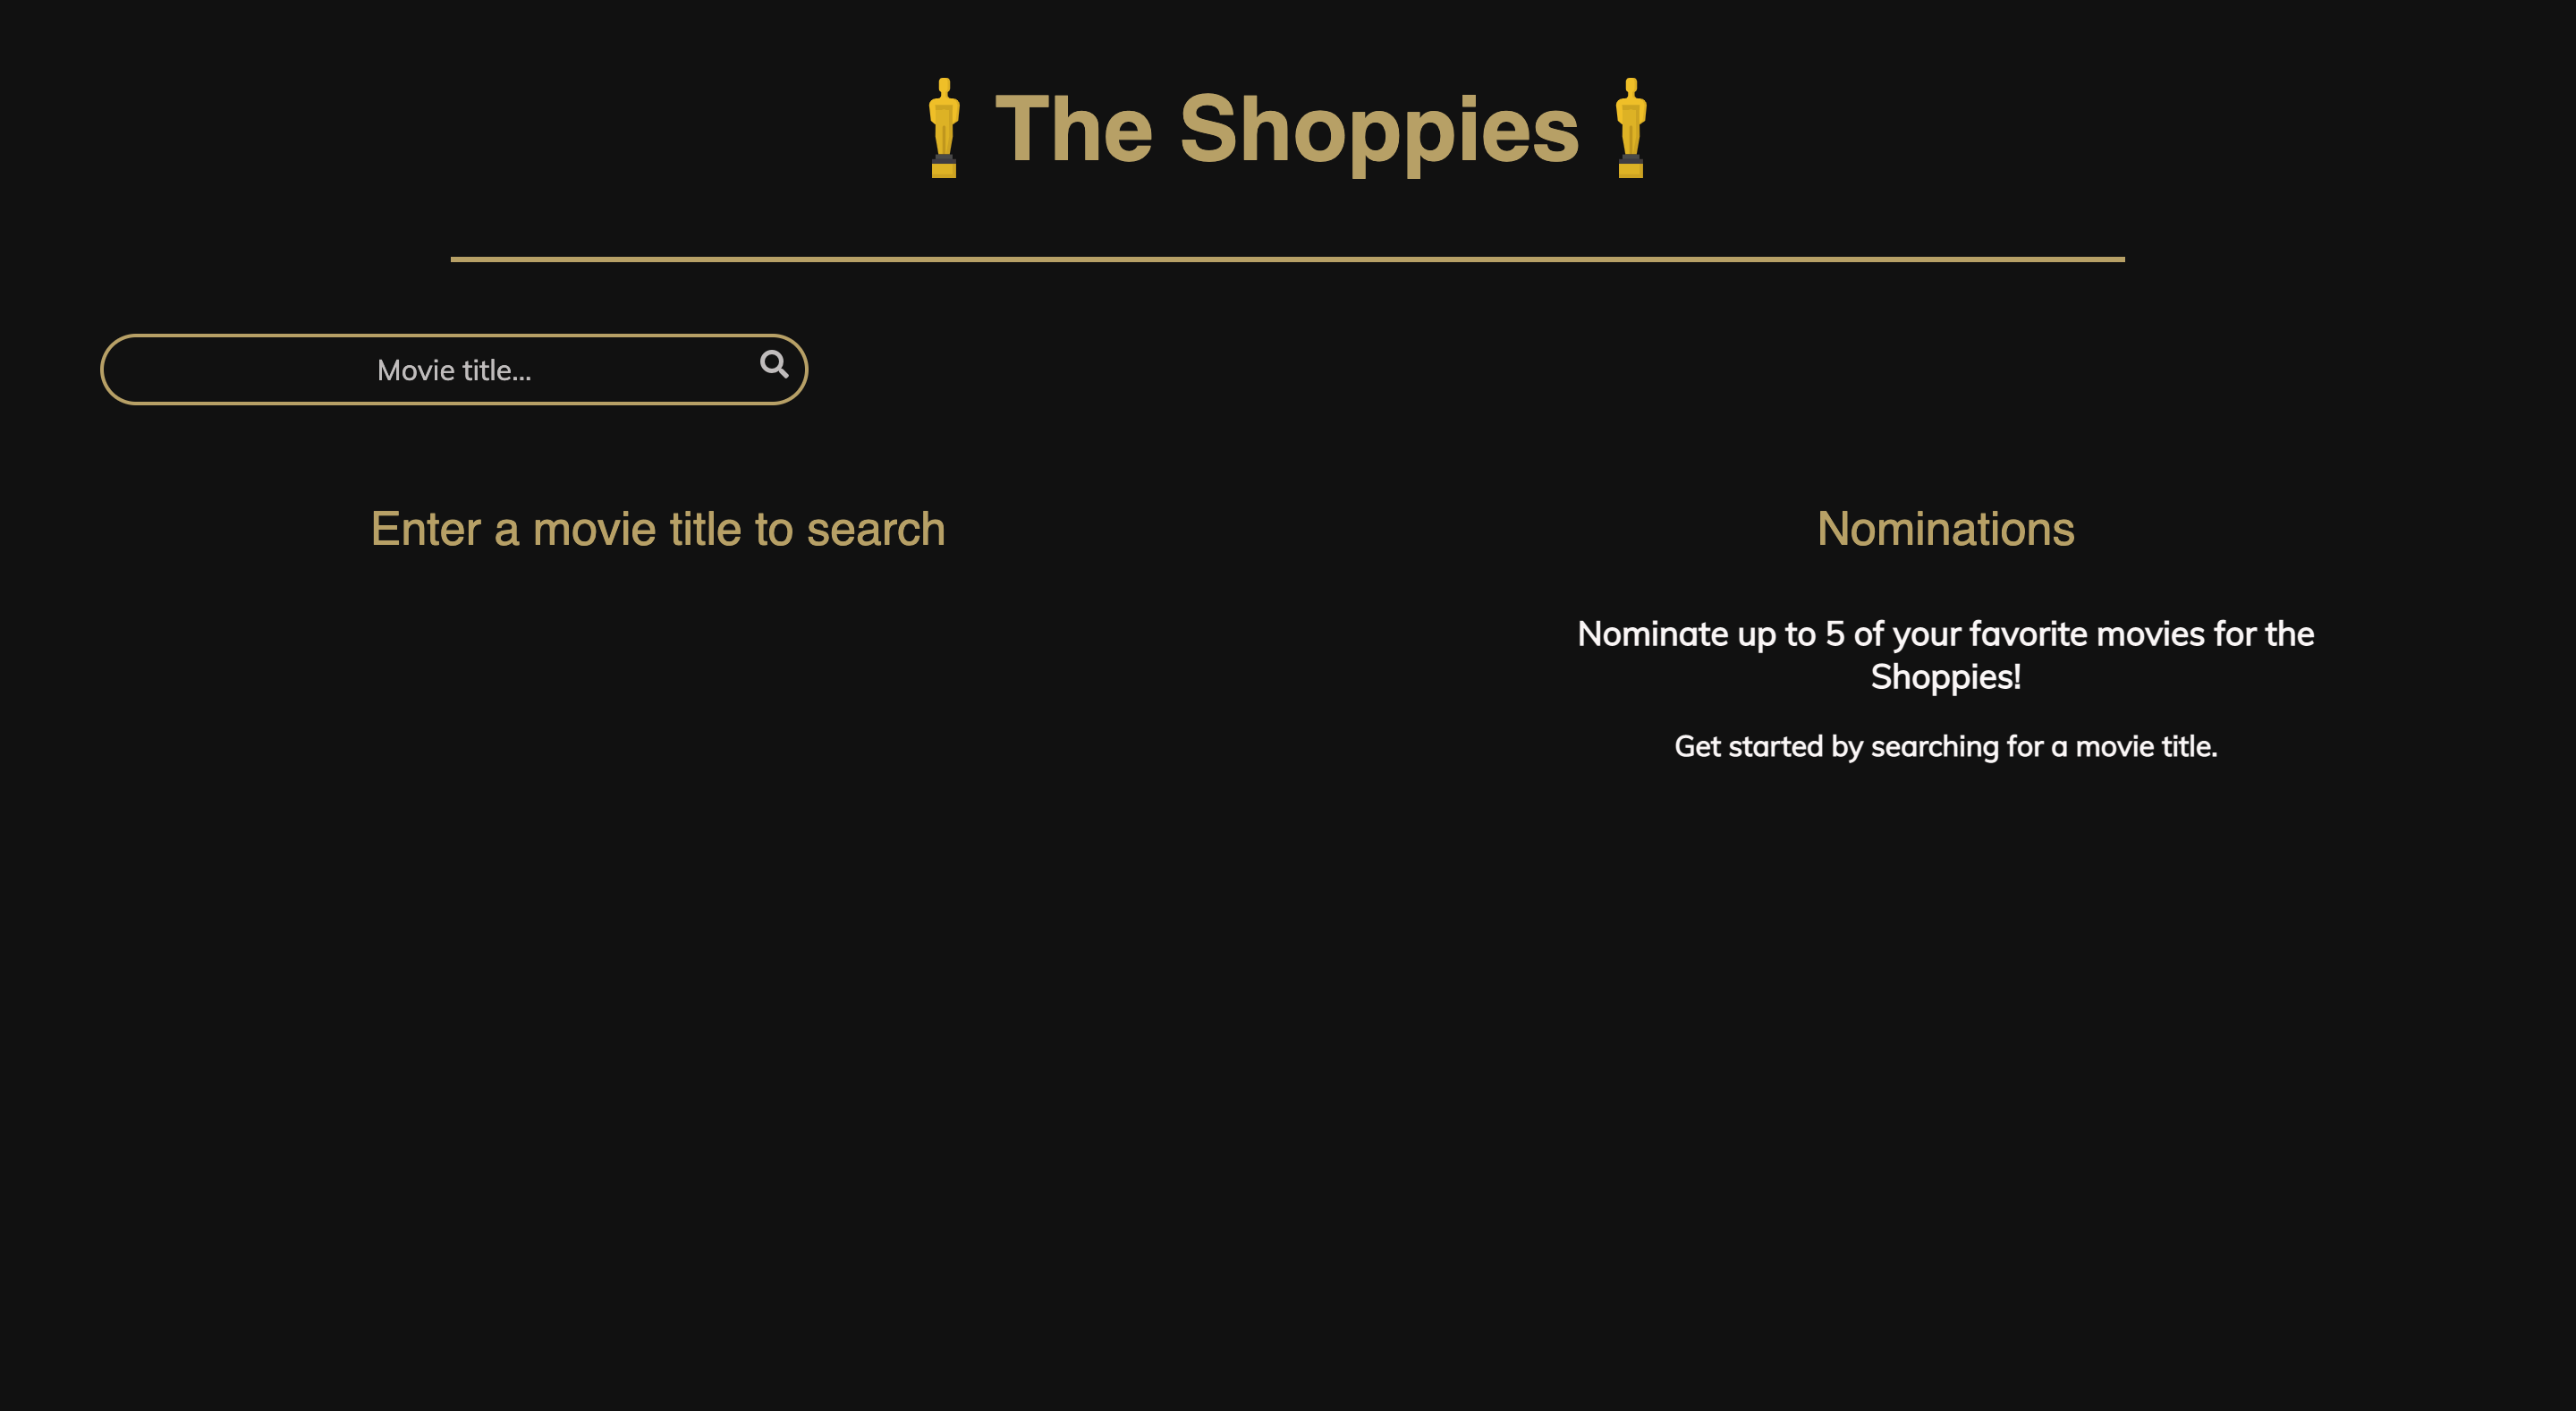 The Shoppies
Movie title...
Enter a movie title to search
Nominations
Nominate up to 5 of your favorite movies for the
Shoppies!
Get started by searching for a movie title.